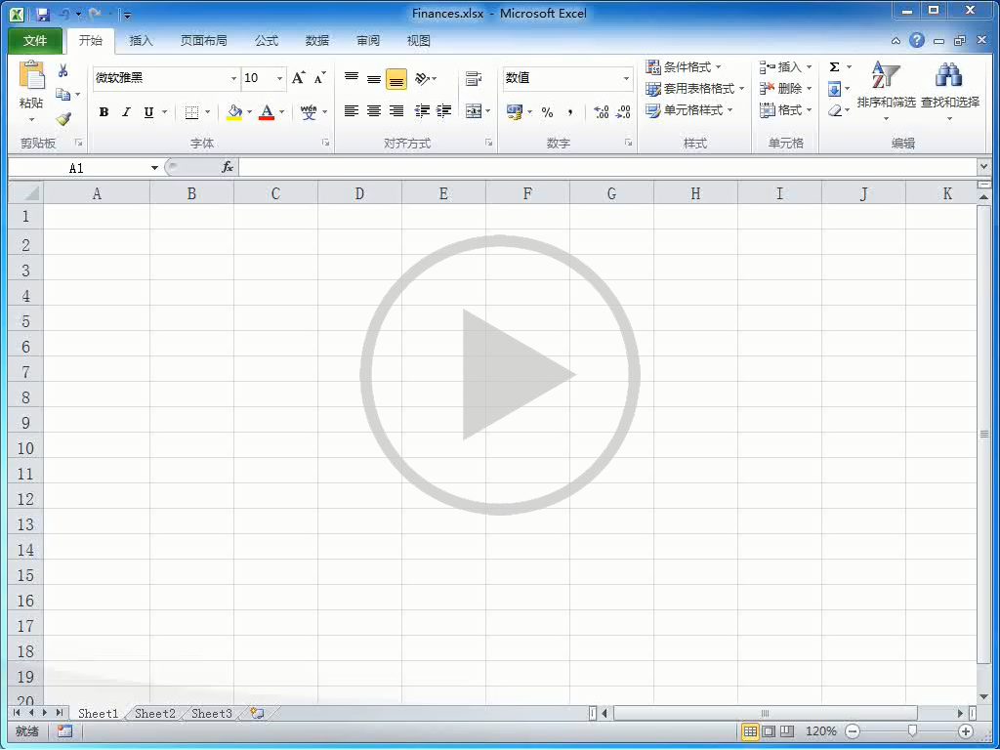 Finances.xlsx - Microsoft Excel
文件 开始 插入 页面布局 公式 数据 审阅 视图
微软雅黑 10 数值 条件格式 插入 Σ
粘贴 套用表格格式 删除 排序和筛选 查找和选择
B I U A wén 文 % , 单元格样式 格式
剪贴板 字体 对齐方式 数字 样式 单元格 编辑
A1 fx
A B C D E F G H I J K
1
2
3
4
5
6
7
8
9
10
11
12
13
14
15
16
17
18
19
20
Sheet1 Sheet2 Sheet3
就绪 120%